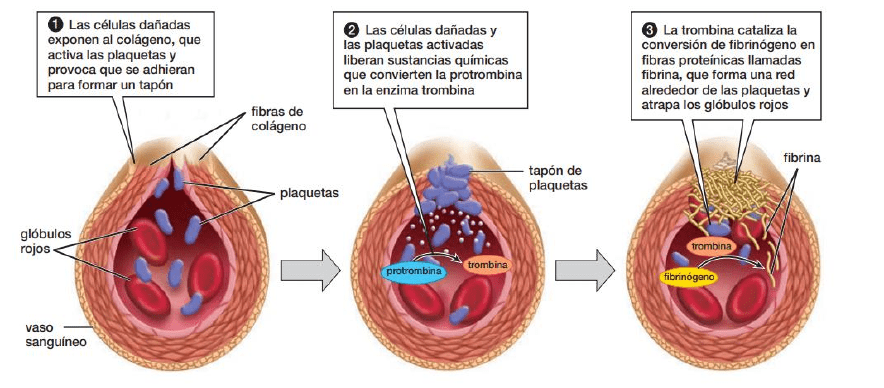 1 Las células dañadas
exponen al colágeno, que
activa las plaquetas y
provoca que se adhieran
para formar un tapón
fibras de
colágeno
plaquetas
glóbulos
rojos
vaso
sanguíneo
2 Las células dañadas y
las plaquetas activadas
liberan sustancias químicas
que convierten la protrombina
en la enzima trombina
tapón de
plaquetas
protrombina
trombina
3 La trombina cataliza la
conversión de fibrinógeno en
fibras proteínicas llamadas
fibrina, que forma una red
alrededor de las plaquetas y
atrapa los glóbulos rojos
fibrina
trombina
fibrinógeno